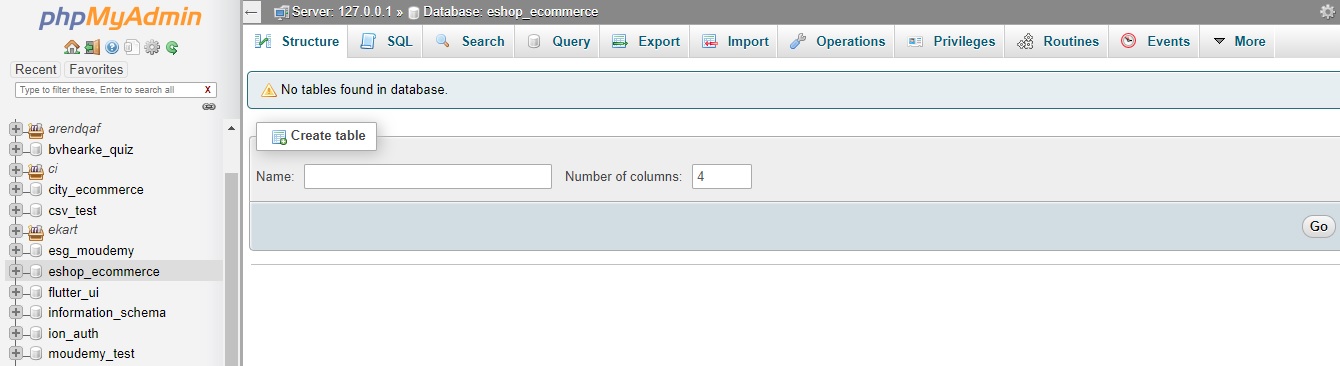 phpMyAdmin
Recent Favorites
Type to filter these, Enter to search all X
arendqaf
bvhearke_quiz
ci
city_ecommerce
csv_test
ekart
esg_moudemy
eshop_ecommerce
flutter_ui
information_schema
ion_auth
moudemy_test
Server: 127.0.0.1 » Database: eshop_ecommerce
Structure SQL Search Query Export Import Operations Privileges Routines Events More
No tables found in database.
Create table
Name: Number of columns: 4
Go